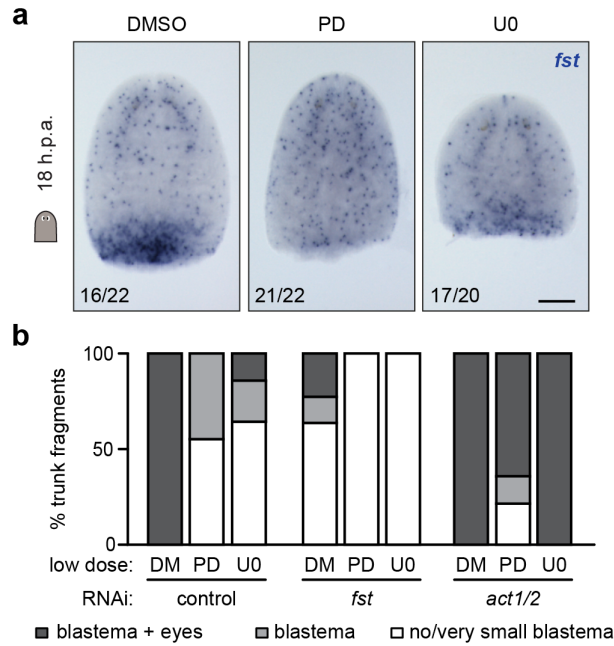 a
DMSO PD U0
fst
18 h.p.a.
16/22 21/22 17/20
b
% trunk fragments
100
50
0
low dose: DM PD U0 DM PD U0 DM PD U0
RNAi: control fst act1/2
blastema + eyes blastema no/very small blastema